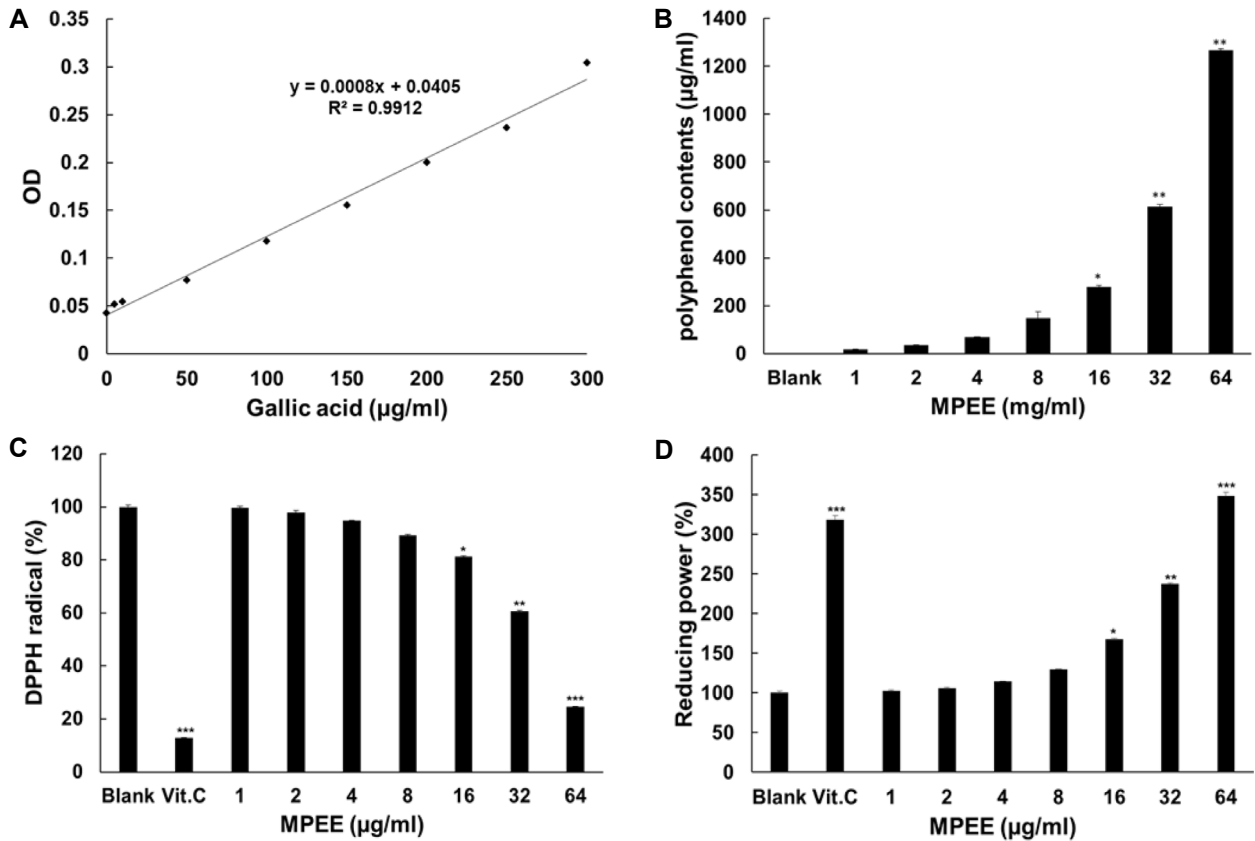 A
y = 0.0008x + 0.0405
R² = 0.9912
OD
0.35
0.3
0.25
0.2
0.15
0.1
0.05
0
0 50 100 150 200 250 300
Gallic acid (µg/ml)
B
polyphenol contents (µg/ml)
1400
1200
1000
800
600
400
200
0
* ** **
Blank 1 2 4 8 16 32 64
MPEE (mg/ml)
C
DPPH radical (%)
120
100
80
60
40
20
0
*** * ** ***
Blank Vit.C 1 2 4 8 16 32 64
MPEE (µg/ml)
D
Reducing power (%)
400
350
300
250
200
150
100
50
0
*** * ** ***
Blank Vit.C 1 2 4 8 16 32 64
MPEE (µg/ml)